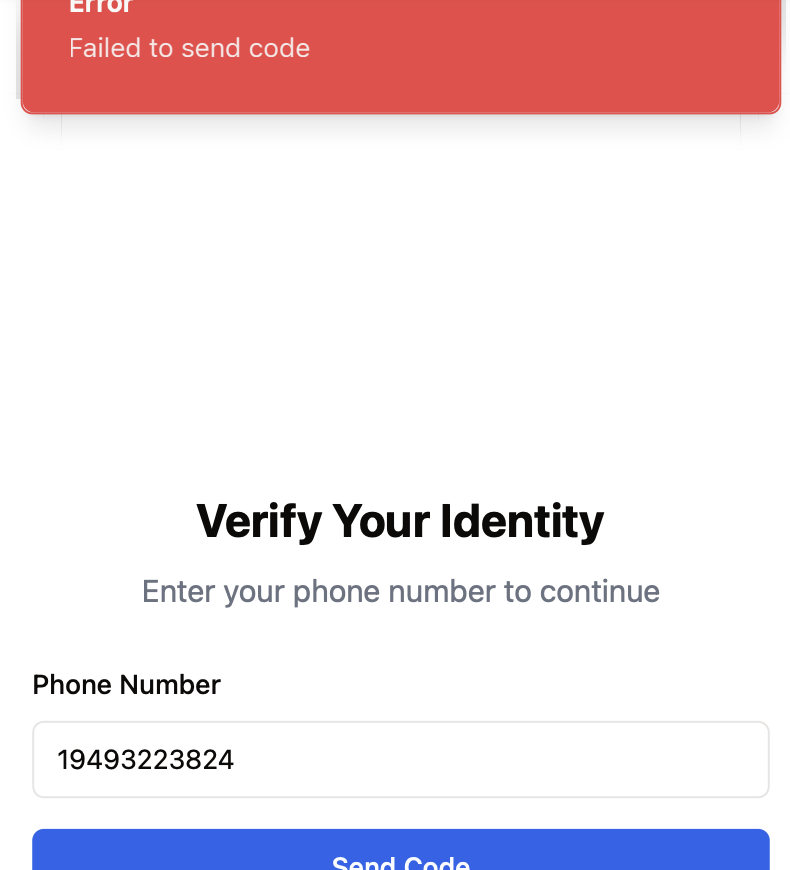 Error
Failed to send code
Verify Your Identity
Enter your phone number to continue
Phone Number
19493223824
Send Code